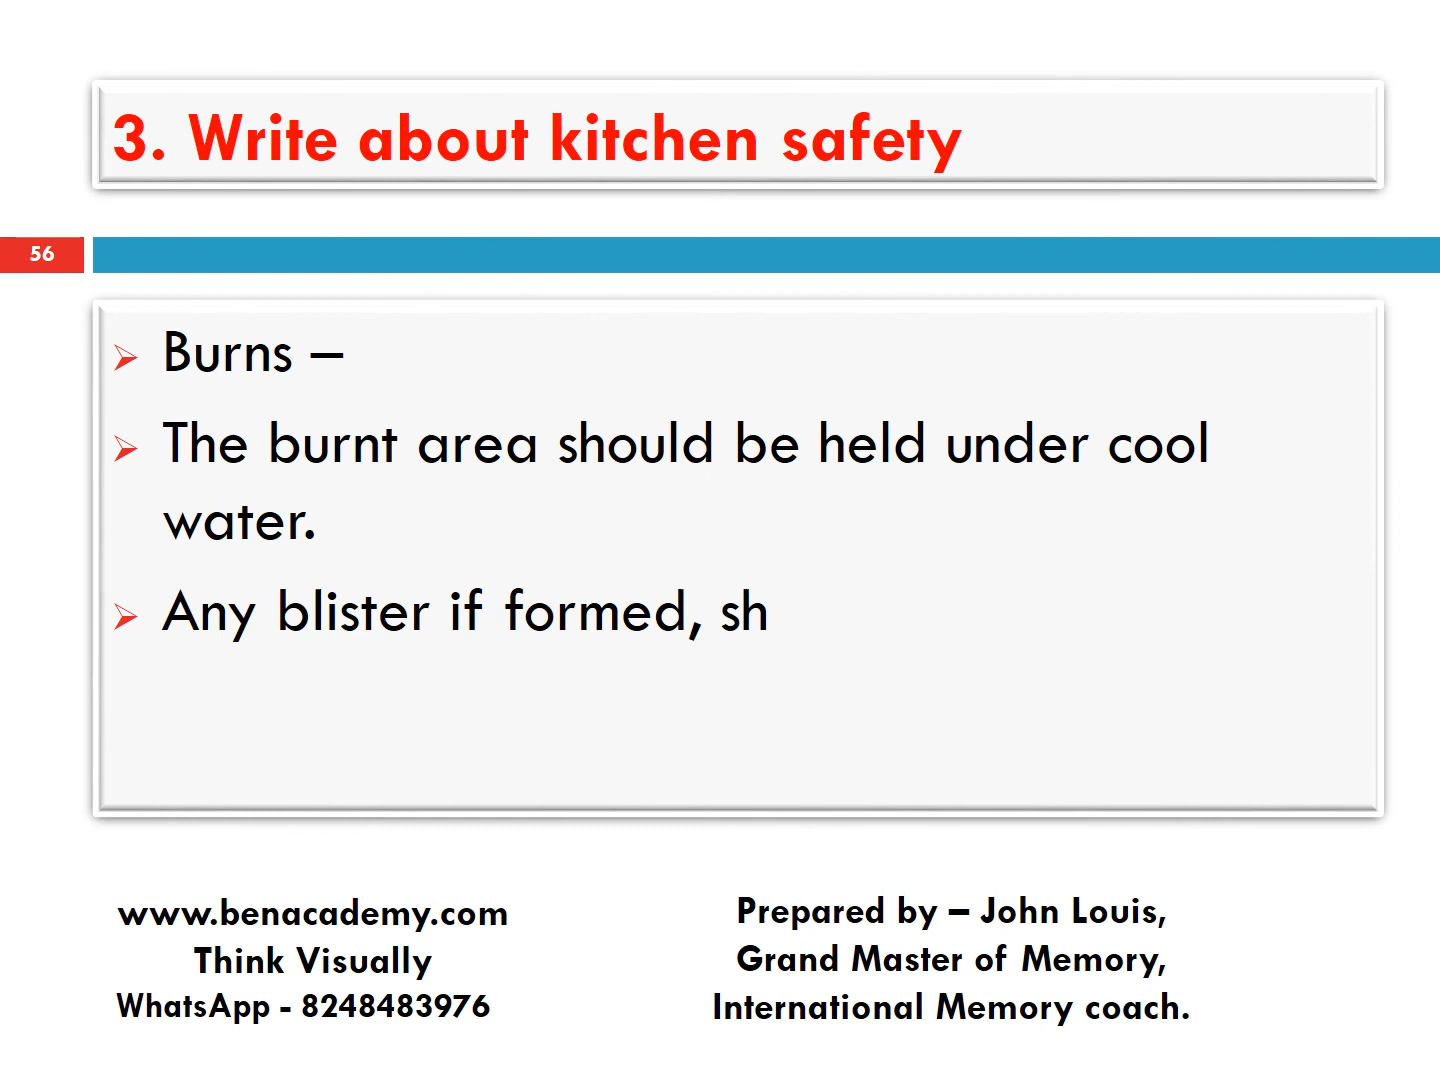 3. Write about kitchen safety
56
Burns –
The burnt area should be held under cool
water.
Any blister if formed, sh
www.benacademy.com
Think Visually
WhatsApp - 8248483976
Prepared by – John Louis,
Grand Master of Memory,
International Memory coach.